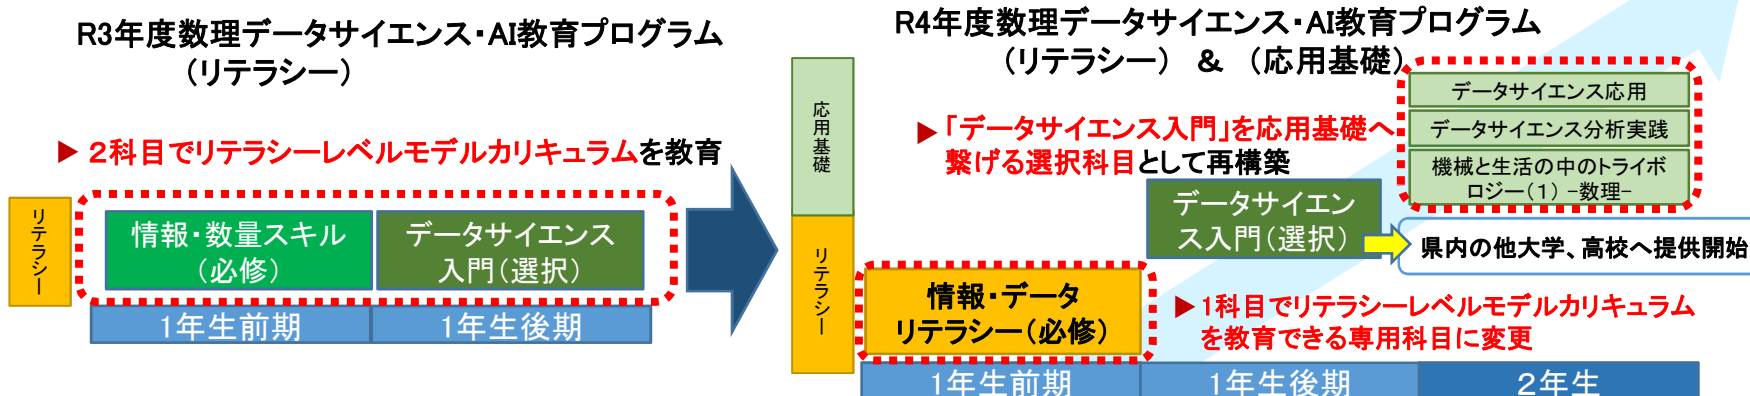 R3年度数理データサイエンス・AI教育プログラム
（リテラシー）
▶ ２科目でリテラシーレベルモデルカリキュラムを教育
リテラシー
情報・数量スキル
（必修）
データサイエンス
入門（選択）
1年生前期
1年生後期
R4年度数理データサイエンス・AI教育プログラム
（リテラシー） ＆ （応用基礎）
応用基礎
リテラシー
▶ 「データサイエンス入門」を応用基礎へ
繋げる選択科目として再構築
データサイエンス応用
データサイエンス分析実践
機械と生活の中のトライボ
ロジー（１） −数理−
データサイエン
ス入門（選択）
県内の他大学、高校へ提供開始
情報・データ
リテラシー（必修）
▶ 1科目でリテラシーレベルモデルカリキュラム
を教育できる専用科目に変更
1年生前期
1年生後期
２年生